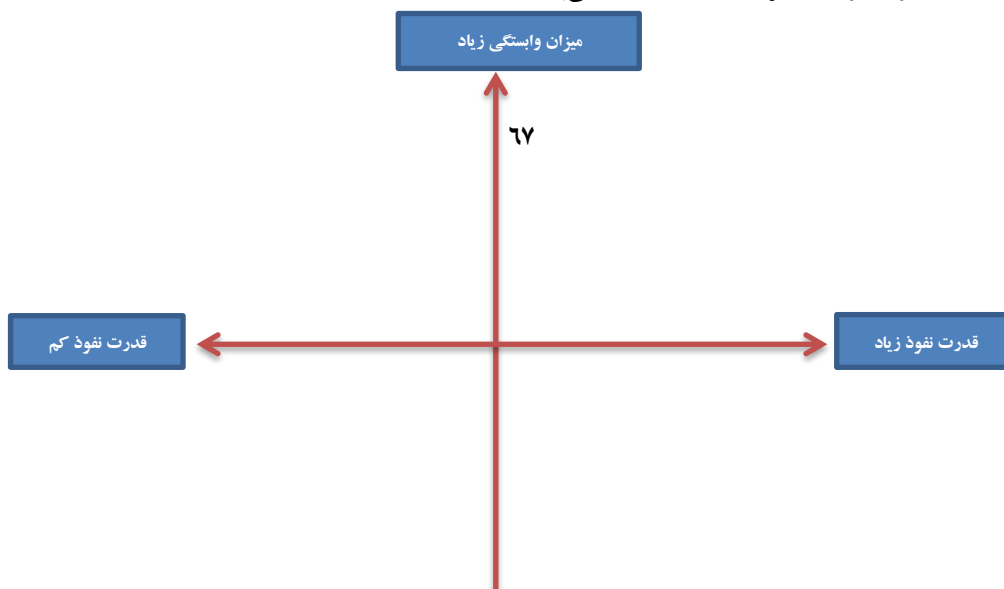 میزان وابستگی زیاد
٦٧
قدرت نفوذ زیاد
قدرت نفوذ کم